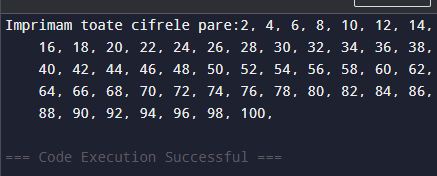 Imprimam toate cifrele pare:2, 4, 6, 8, 10, 12, 14,
16, 18, 20, 22, 24, 26, 28, 30, 32, 34, 36, 38,
40, 42, 44, 46, 48, 50, 52, 54, 56, 58, 60, 62,
64, 66, 68, 70, 72, 74, 76, 78, 80, 82, 84, 86,
88, 90, 92, 94, 96, 98, 100,
=== Code Execution Successful ===